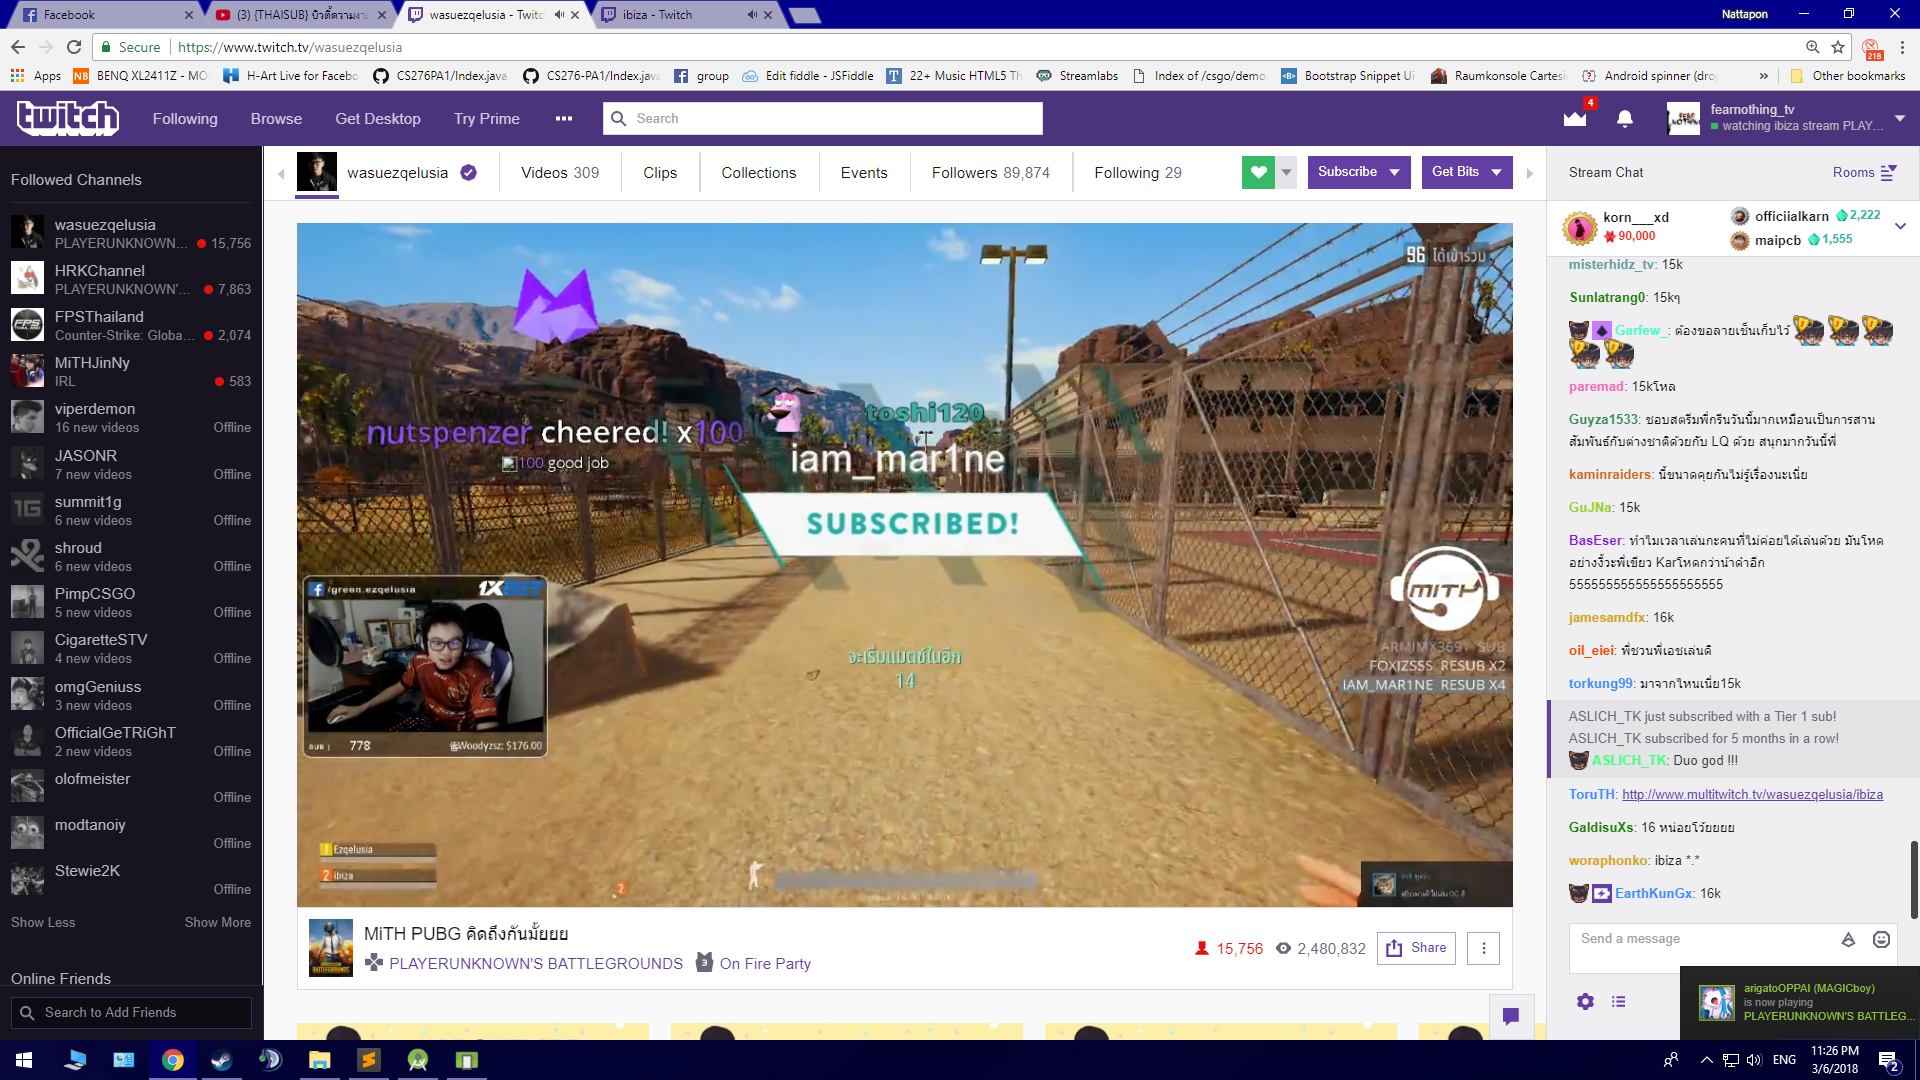 Facebook
(3) {THAISUB} บิวตี้ความงาม
wasuezqelusia - Twitch
ibiza - Twitch
Nattapon
Secure
https://www.twitch.tv/wasuezqelusia
218
Apps
BENQ XL2411Z - MO
H-Art Live for Facebo
CS276PA1/Index.java
CS276-PA1/Index.java
group
Edit fiddle - JSFiddle
22+ Music HTML5 Th
Streamlabs
Index of /csgo/demo
Bootstrap Snippet Ui
Raumkonsole Cartesi
Android spinner (dro
»
Other bookmarks
twitch
Following
Browse
Get Desktop
Try Prime
Search
4
fearnothing_tv
watching ibiza stream PLAY...
Followed Channels
wasuezqelusia
PLAYERUNKNOWN... 15,756
HRKChannel
PLAYERUNKNOWN'... 7,863
FPSThailand
Counter-Strike: Globa... 2,074
MiTHJinNy
IRL 583
viperdemon
16 new videos Offline
JASONR
7 new videos Offline
summit1g
6 new videos Offline
shroud
6 new videos Offline
PimpCSGO
5 new videos Offline
CigaretteSTV
4 new videos Offline
omgGeniuss
3 new videos Offline
OfficialGeTRiGhT
2 new videos Offline
olofmeister
Offline
modtanoiy
Offline
Stewie2K
Offline
Show Less
Show More
Online Friends
Search to Add Friends
wasuezqelusia
Videos 309
Clips
Collections
Events
Followers 89,874
Following 29
Subscribe
Get Bits
96 ได้เข้าร่วม
nutspenzer cheered! x100
100 good job
toshi120
iam_mar1ne
SUBSCRIBED!
MiTH
ARMIMX3691 SUB
FOXIZSSS RESUB X2
IAM_MAR1NE RESUB X4
/green.ezqelusia
1XBET
SUB | 778
Woodyzsz: $176.00
จะเริ่มแมตช์ในอีก
14
1 Ezqelusia
2 ibiza
2
MiTH PUBG คิดถึงกันมั้ยยย
PLAYERUNKNOWN'S BATTLEGROUNDS
3 On Fire Party
15,756
2,480,832
Share
Stream Chat
Rooms
korn___xd
90,000
officiialkarn 2,222
maipcb 1,555
misterhidz_tv: 15k
Sunlatrang0: 15kๆ
Garfew_: ต้องขอลายเซ็นเก็บไว้
paremad: 15kโหล
Guyza1533: ชอบสตรีมพี่กรีนวันนี้มากเหมือนเป็นการสาน
สัมพันธ์กับต่างชาติด้วยกับ LQ ด้วย สนุกมากวันนี้พี่
kaminraiders: นี้ขนาดคุยกันไม่รู้เรื่องนะเนี่ย
GuJNa: 15k
BasEser: ทำไมเวลาเล่นกะคนที่ไม่ค่อยได้เล่นด้วย มันโหด
อย่างงี้วะพี่เขียว Karโหดกว่าน้าดำอีก
555555555555555555555
jamesamdfx: 16k
oil_eiei: พี่ชวนพี่เอชเล่นดิ
torkung99: มาจากไหนเนี่ย15k
ASLICH_TK just subscribed with a Tier 1 sub!
ASLICH_TK subscribed for 5 months in a row!
ASLICH_TK: Duo god !!!
ToruTH: http://www.multitwitch.tv/wasuezqelusia/ibiza
GaldisuXs: 16 หน่อยโว้ยยยย
woraphonko: ibiza *.*
EarthKunGx: 16k
Send a message
arigatoOPPAI (MAGICboy)
is now playing
PLAYERUNKNOWN'S BATTLEG...
ENG
11:26 PM
3/6/2018
2